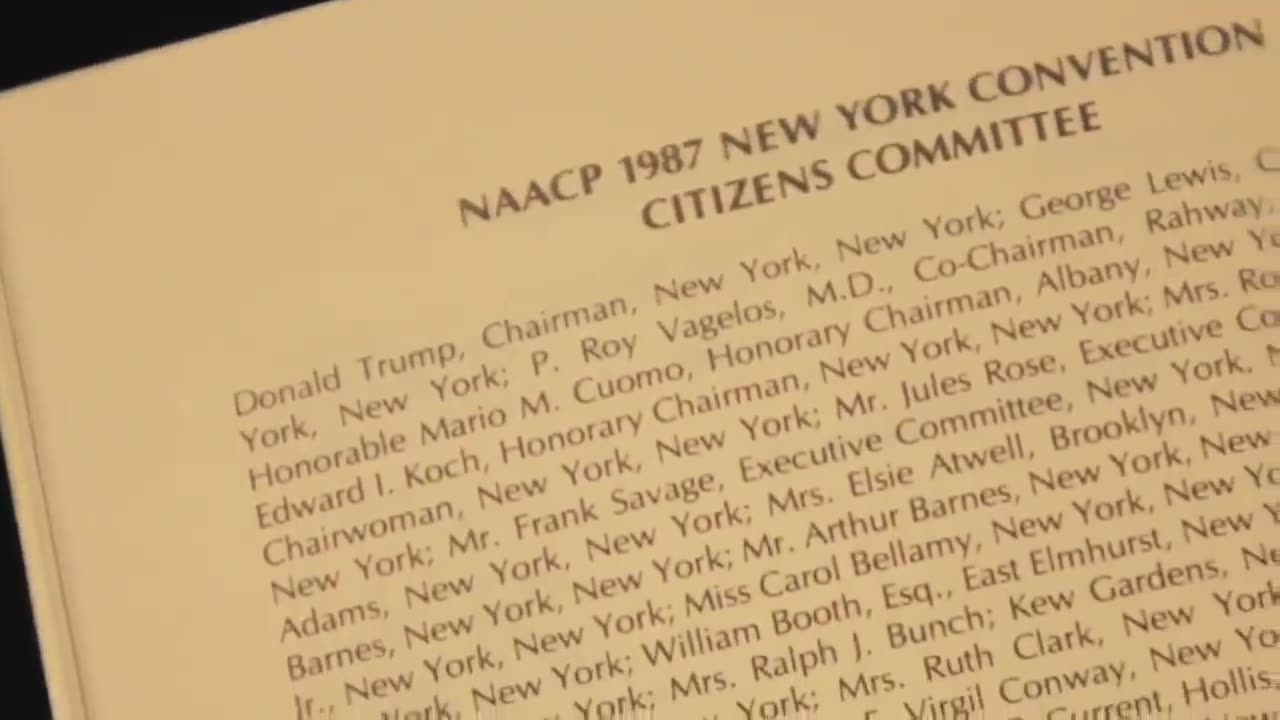 NAACP 1987 NEW YORK CONVENTION
CITIZENS COMMITTEE
Donald Trump, Chairman, New York, New York; George Lewis,
York, New York; P. Roy Vagelos, M.D., Co-Chairman, Rahway,
Honorable Mario M. Cuomo, Honorary Chairman, Albany, New
Edward I. Koch, Honorary Chairman, New York, New York; Mrs.
Chairwoman, New York, New York; Mr. Jules Rose, Executive
New York; Mr. Frank Savage, Executive Committee, New York,
Adams, New York, New York; Mrs. Elsie Atwell, Brooklyn, New
Barnes, New York, New York; Mr. Arthur Barnes, New York, New
Jr., New York, New York; Miss Carol Bellamy, New York, New
York, New York; William Booth, Esq., East Elmhurst, New
York; Mrs. Ralph J. Bunch; Kew Gardens,
York; Mrs. Ruth Clark, New York
Virgil Conway, New
Current, Hollis,